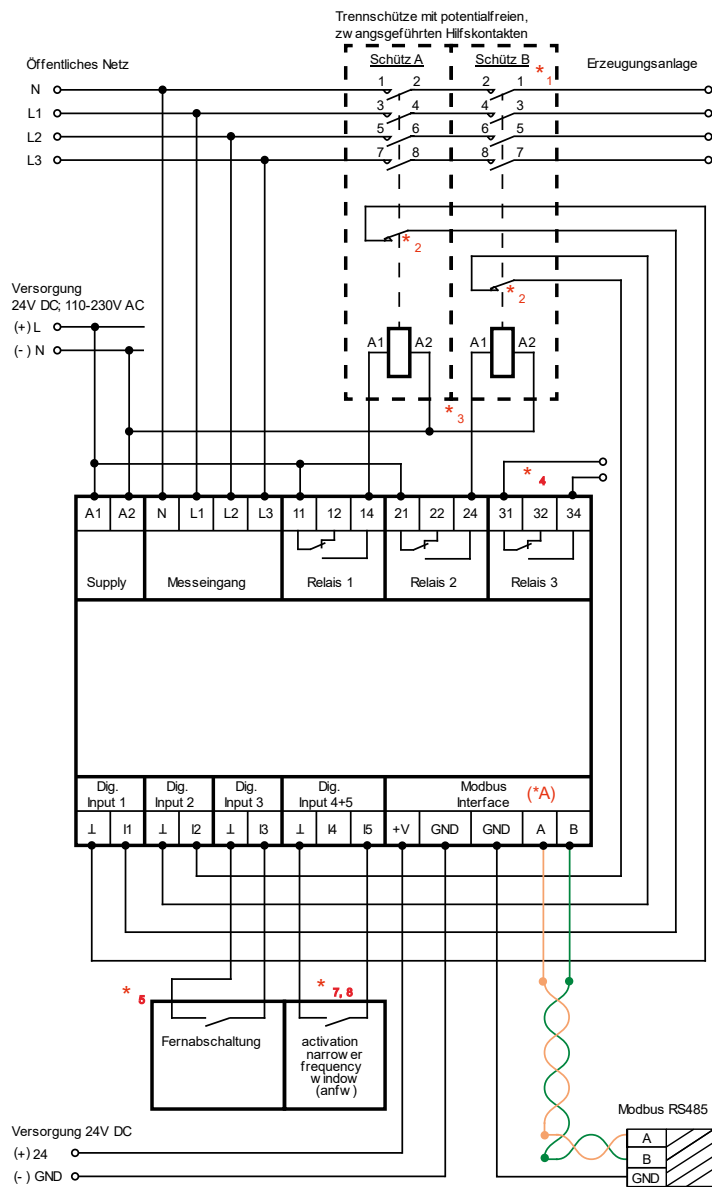 Trennschütze mit potentialfreien,
zwangsgeführten Hilfskontakten
Öffentliches Netz
Schütz A
Schütz B
*1
Erzeugungsanlage
N
1 2 2 1
L1
3 4 4 3
L2
5 6 6 5
L3
7 8 8 7
*2
*2
Versorgung
24V DC; 110-230V AC
(+) L
(-) N
A1 A2 A1 A2
*3
*4
A1 A2 N L1 L2 L3 11 12 14 21 22 24 31 32 34
Supply
Messeingang
Relais 1
Relais 2
Relais 3
Dig.
Input 1
Dig.
Input 2
Dig.
Input 3
Dig.
Input 4+5
Modbus
Interface
(*A)
⊥ I1 ⊥ I2 ⊥ I3 ⊥ I4 I5 +V GND GND A B
*5
*7, 8
Fernabschaltung
activation
narrower
frequency
window
(anfw)
Modbus RS485
A
B
GND
Versorgung 24V DC
(+) 24
(-) GND